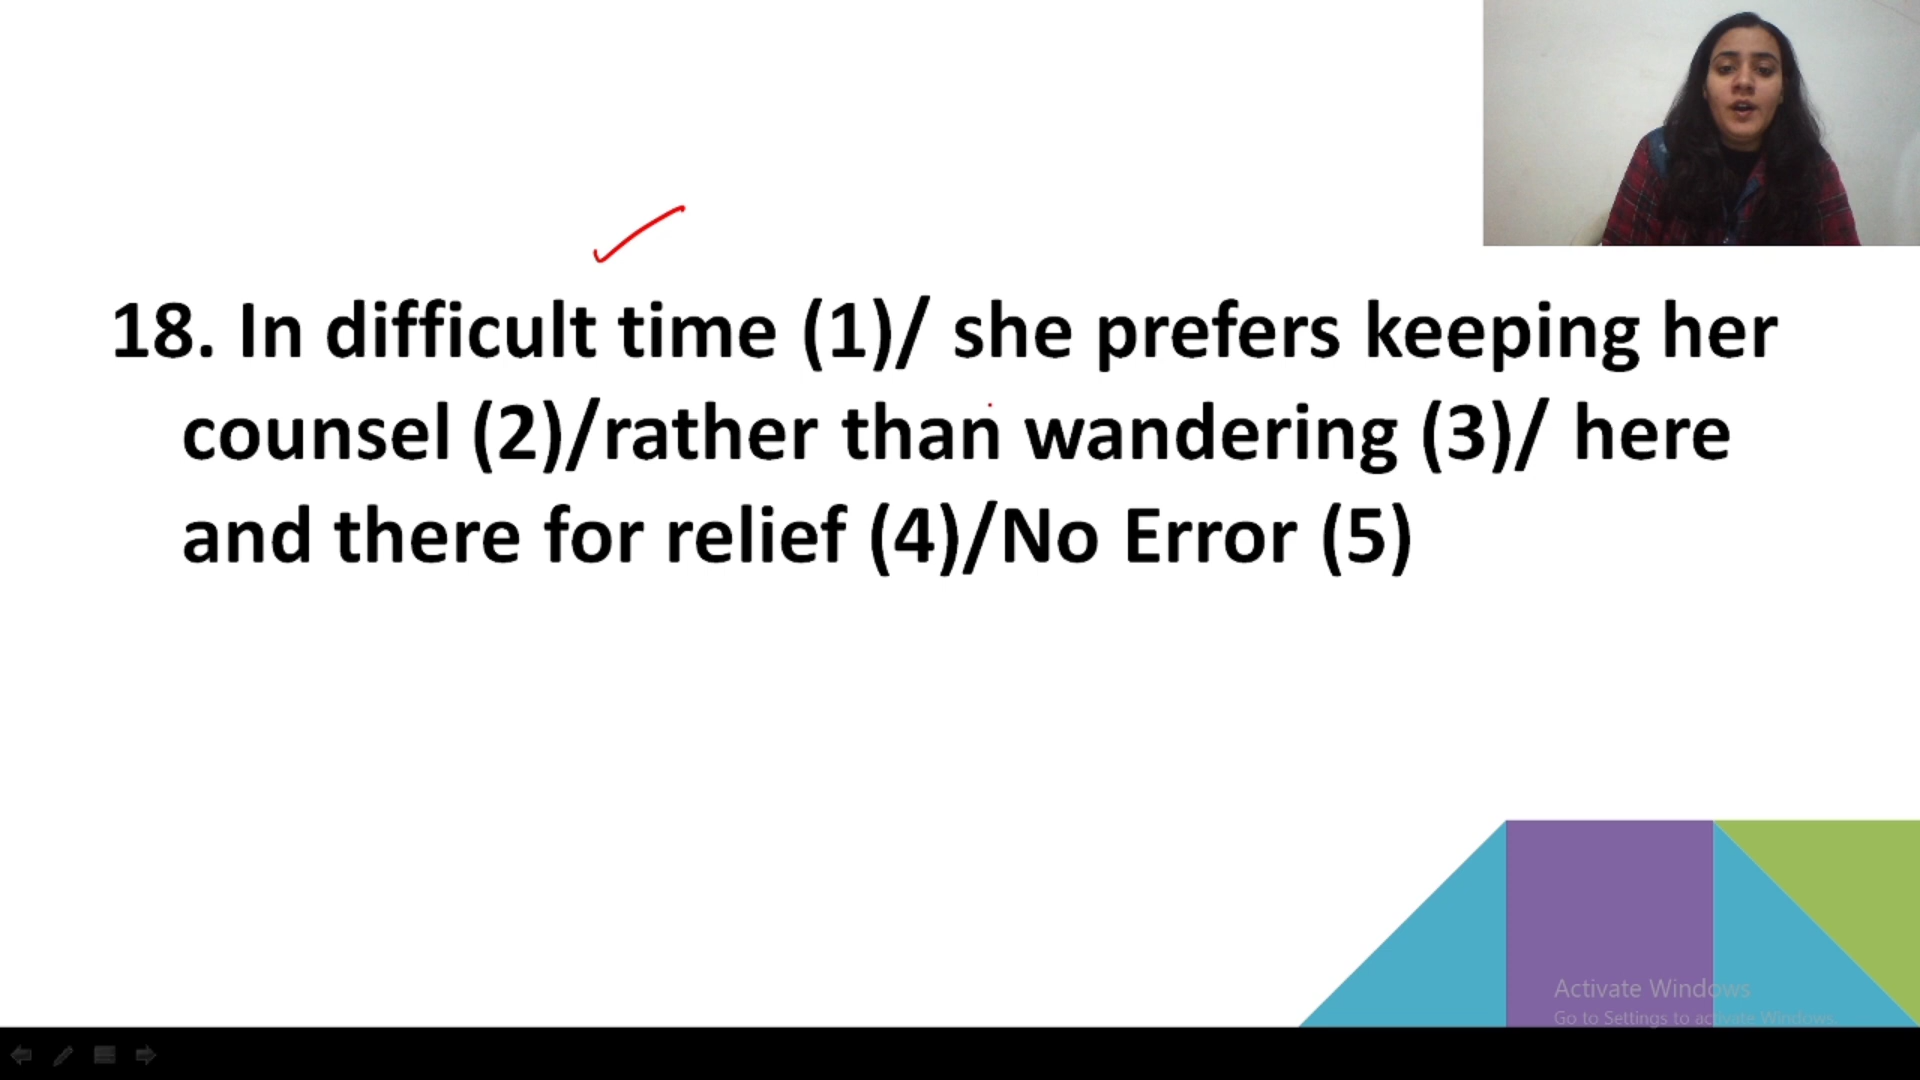 18. In difficult time (1)/ she prefers keeping her
counsel (2)/rather than wandering (3)/ here
and there for relief (4)/No Error (5)
Activate Windows
Go to Settings to activate Windows.